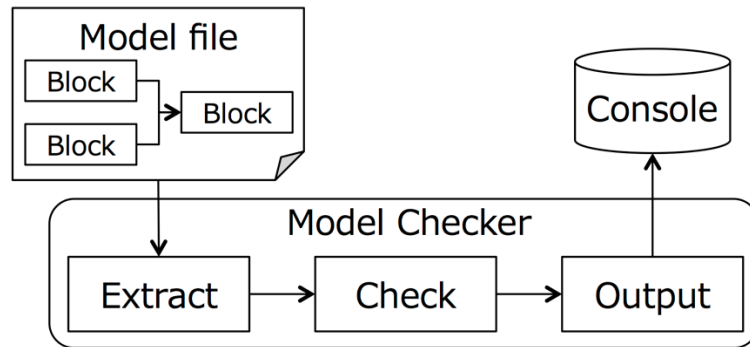 Model file
Block
Block
Block
Console
Model Checker
Extract
Check
Output